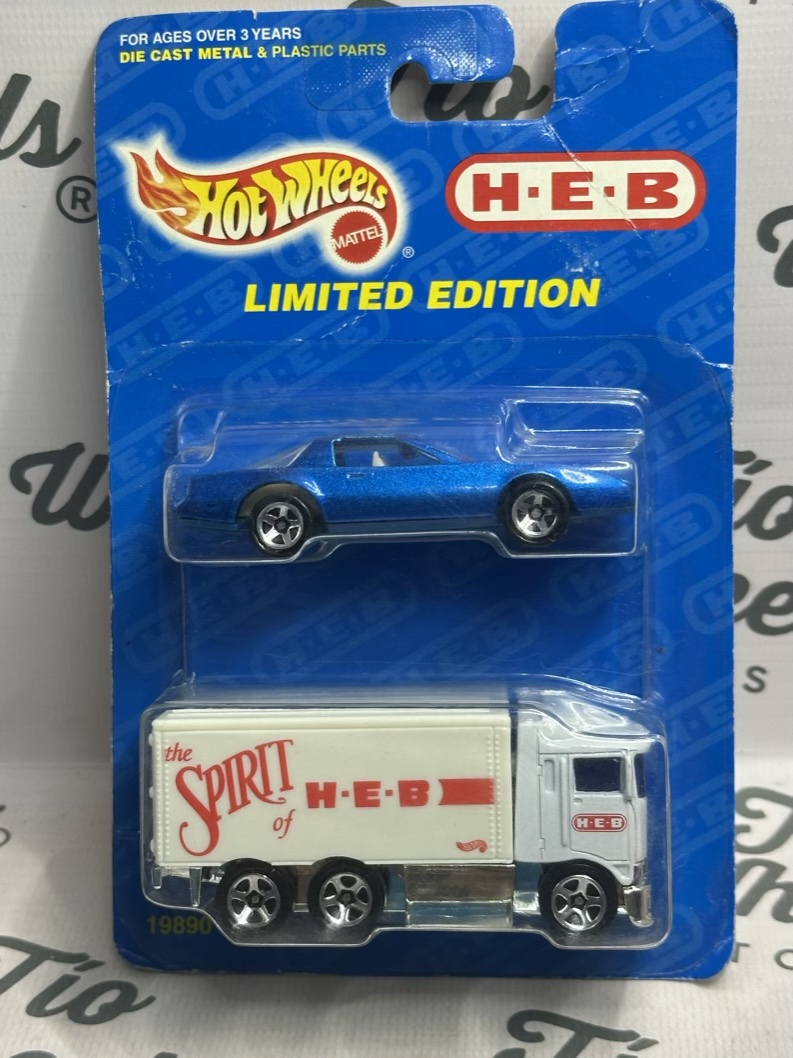 FOR AGES OVER 3 YEARS
DIE CAST METAL & PLASTIC PARTS
HOT WHEELS
MATTEL
®
H·E·B
LIMITED EDITION
the
SPIRIT
of
H·E·B
H·E·B
19890
Tío